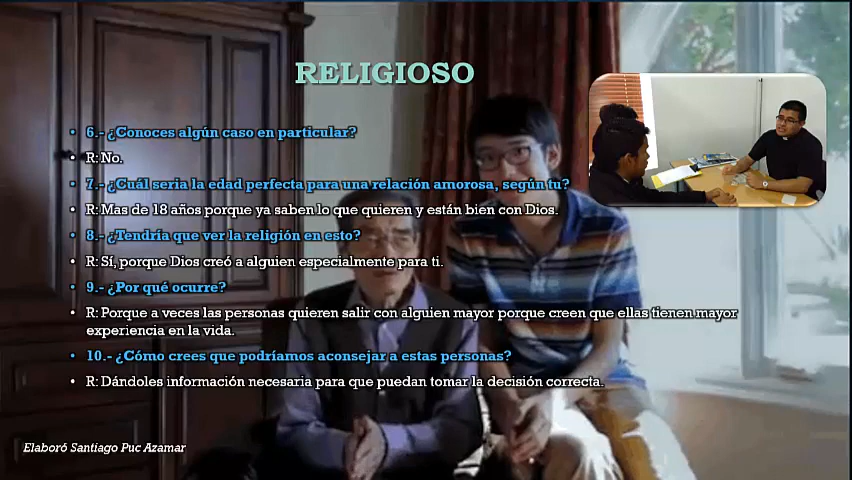 RELIGIOSO
6.- ¿Conoces algún caso en particular?
R: No.
7.- ¿Cuál seria la edad perfecta para una relación amorosa, según tu?
R: Mas de 18 años porque ya saben lo que quieren y están bien con Dios.
8.- ¿Tendría que ver la religión en esto?
R: Sí, porque Dios creó a alguien especialmente para ti.
9.- ¿Por qué ocurre?
R: Porque a veces las personas quieren salir con alguien mayor porque creen que ellas tienen mayor
experiencia en la vida.
10.- ¿Cómo crees que podríamos aconsejar a estas personas?
R: Dándoles información necesaria para que puedan tomar la decisión correcta.
Elaboró Santiago Puc Azamar